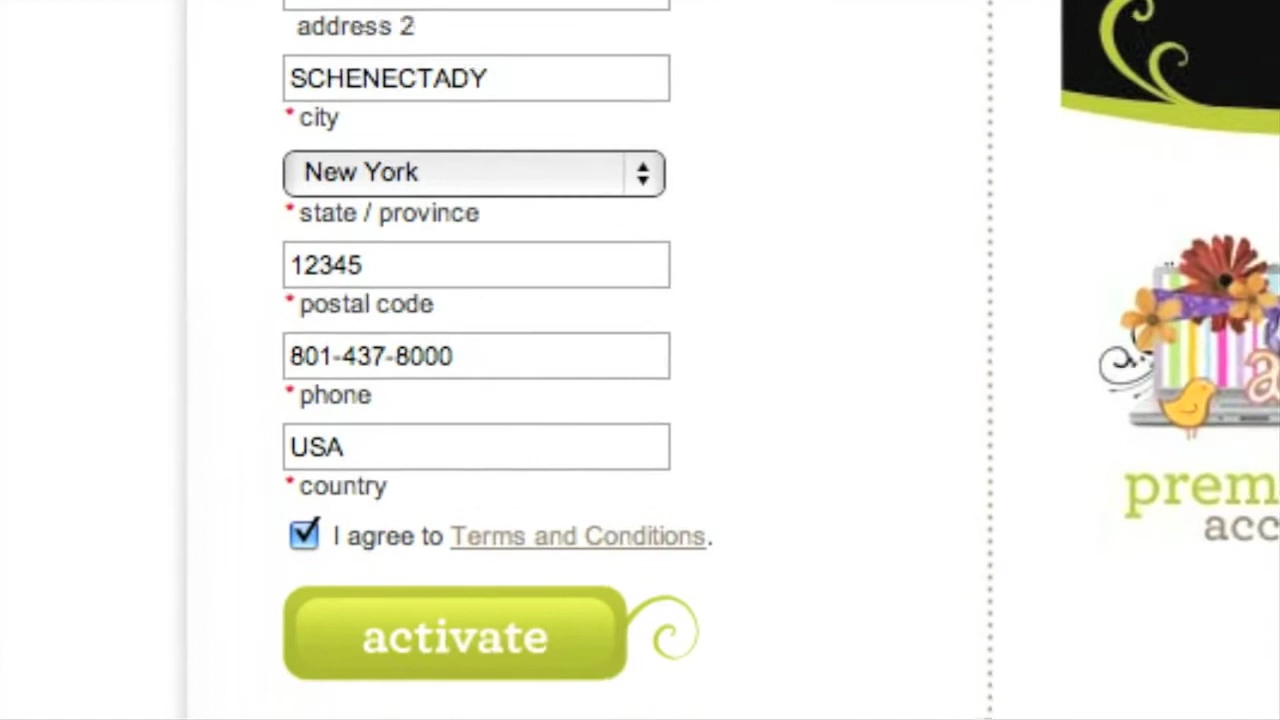 address 2
SCHENECTADY
* city
New York
* state / province
12345
* postal code
801-437-8000
* phone
USA
* country
I agree to Terms and Conditions.
activate
a
prem
acc